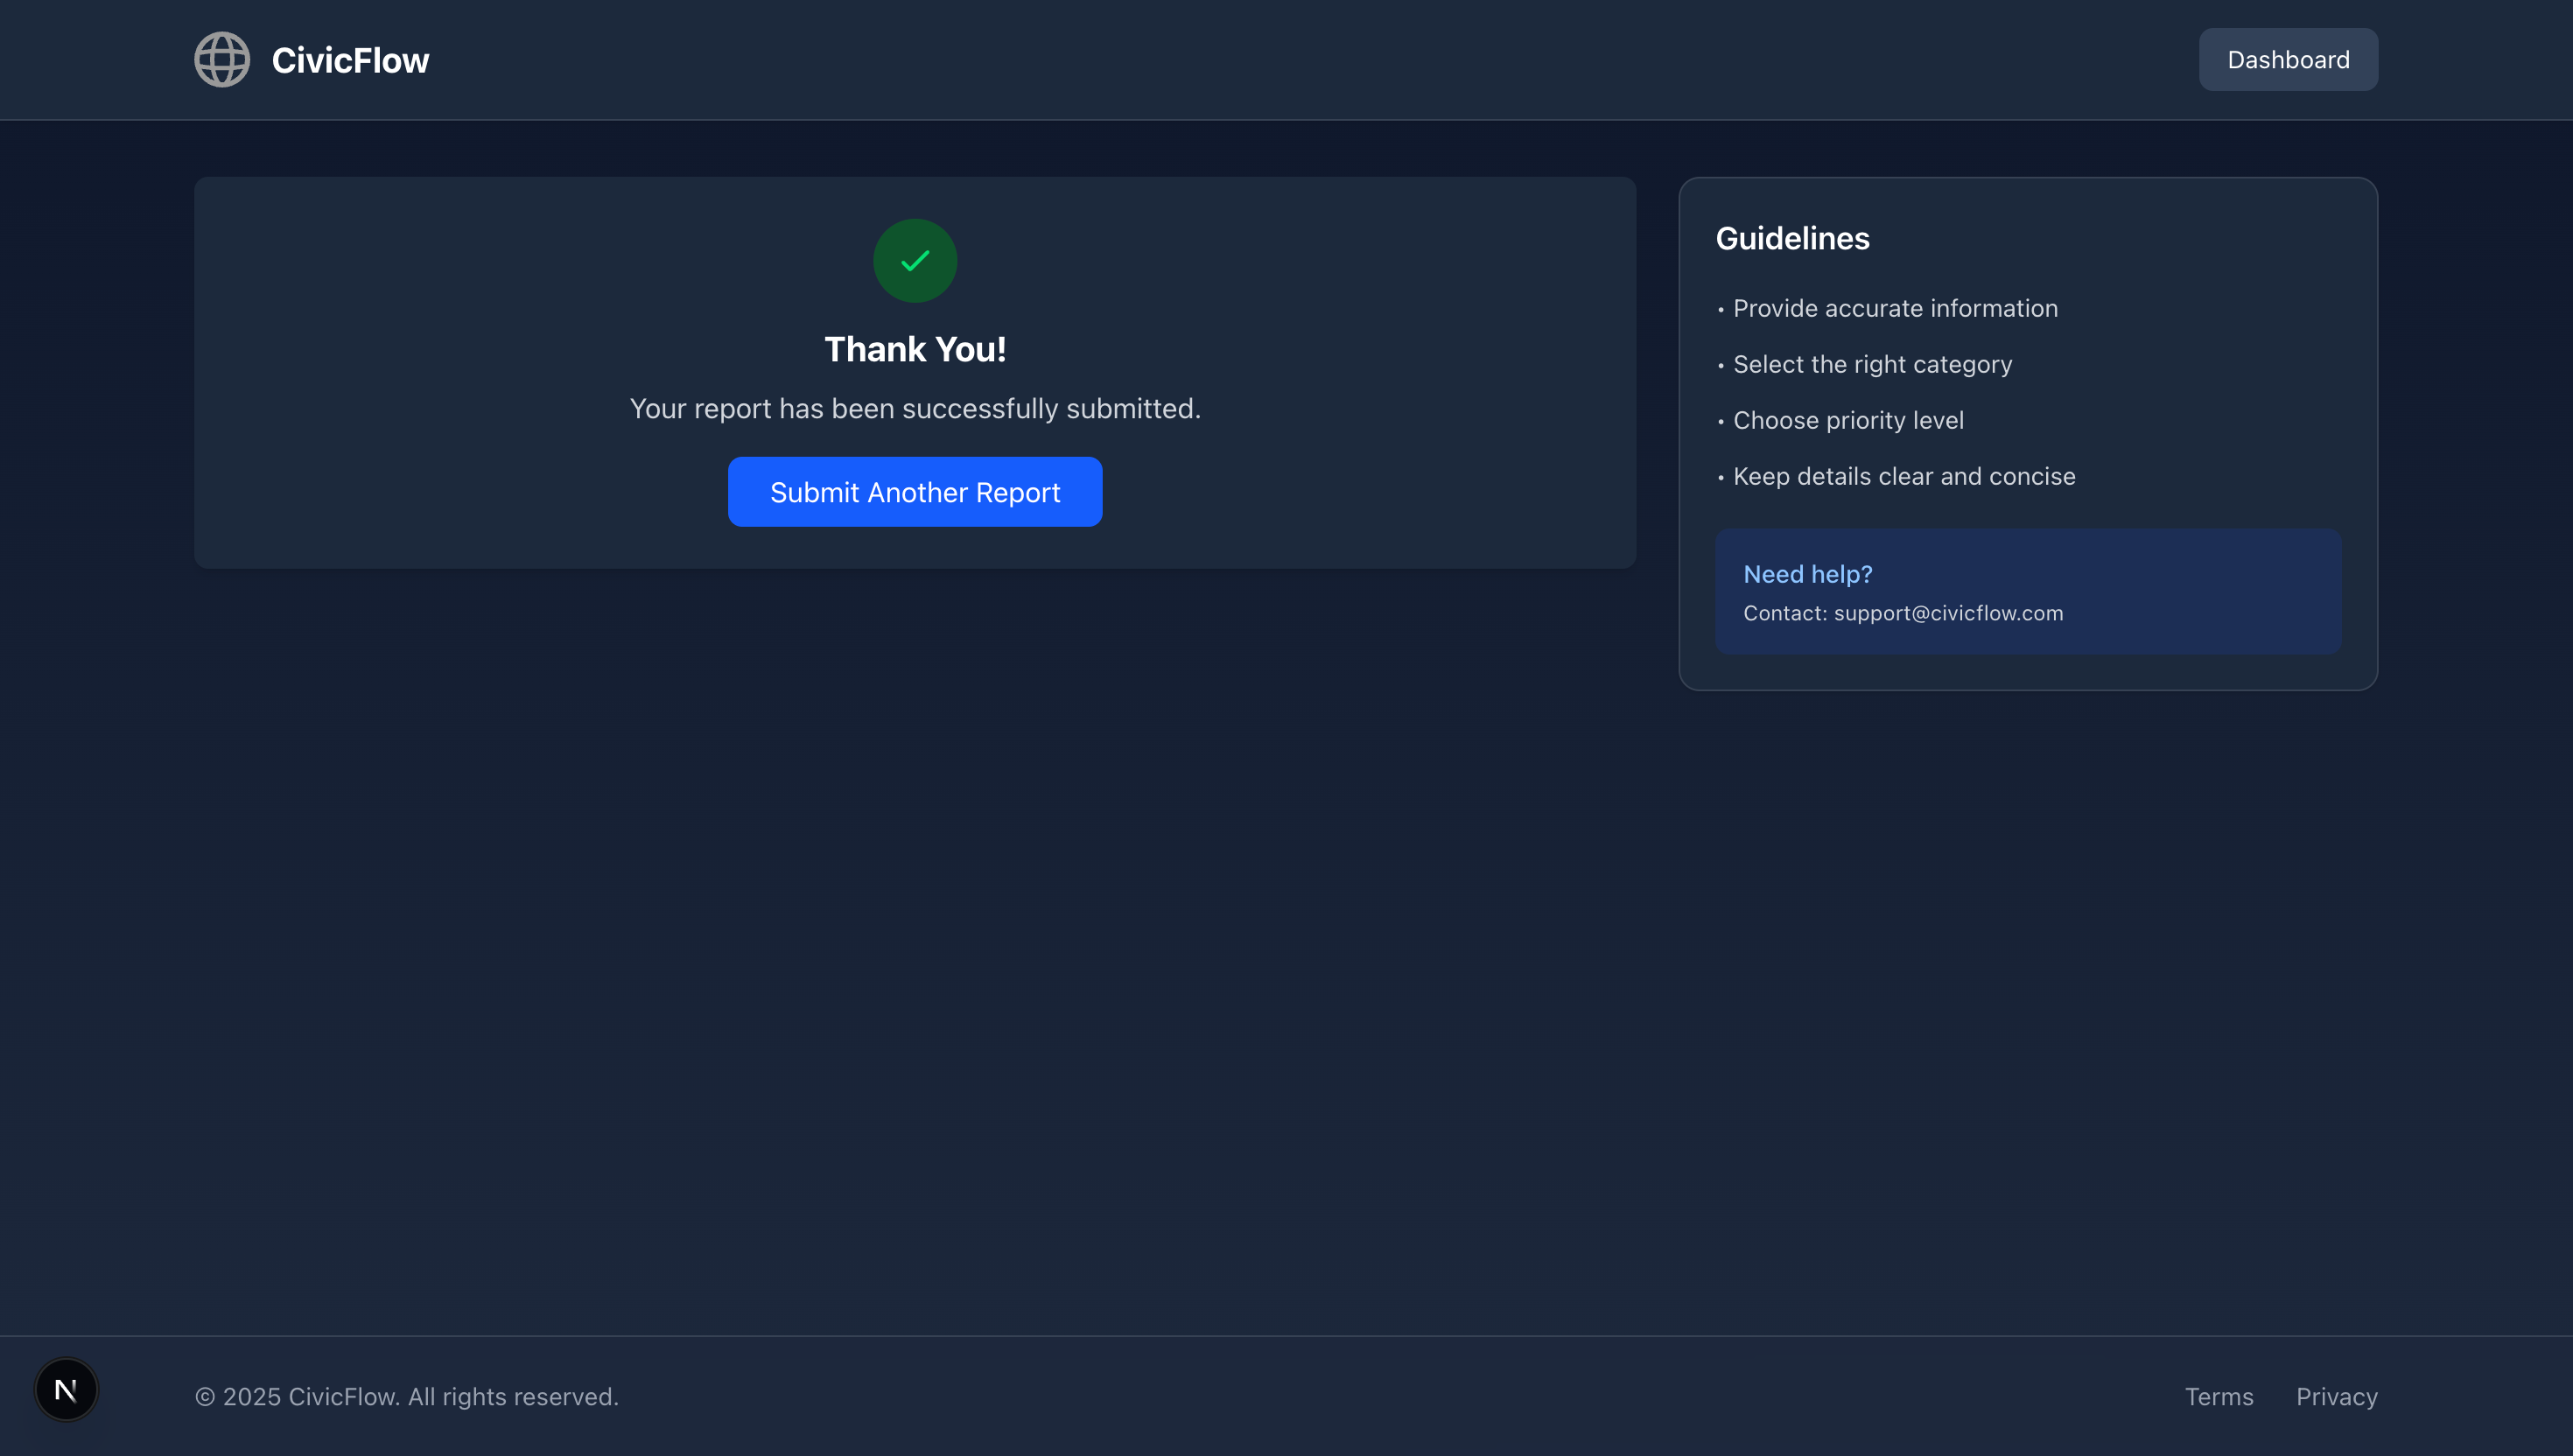 CivicFlow
Dashboard
Thank You!
Your report has been successfully submitted.
Submit Another Report
Guidelines
• Provide accurate information
• Select the right category
• Choose priority level
• Keep details clear and concise
Need help?
Contact: support@civicflow.com
N
© 2025 CivicFlow. All rights reserved.
Terms
Privacy